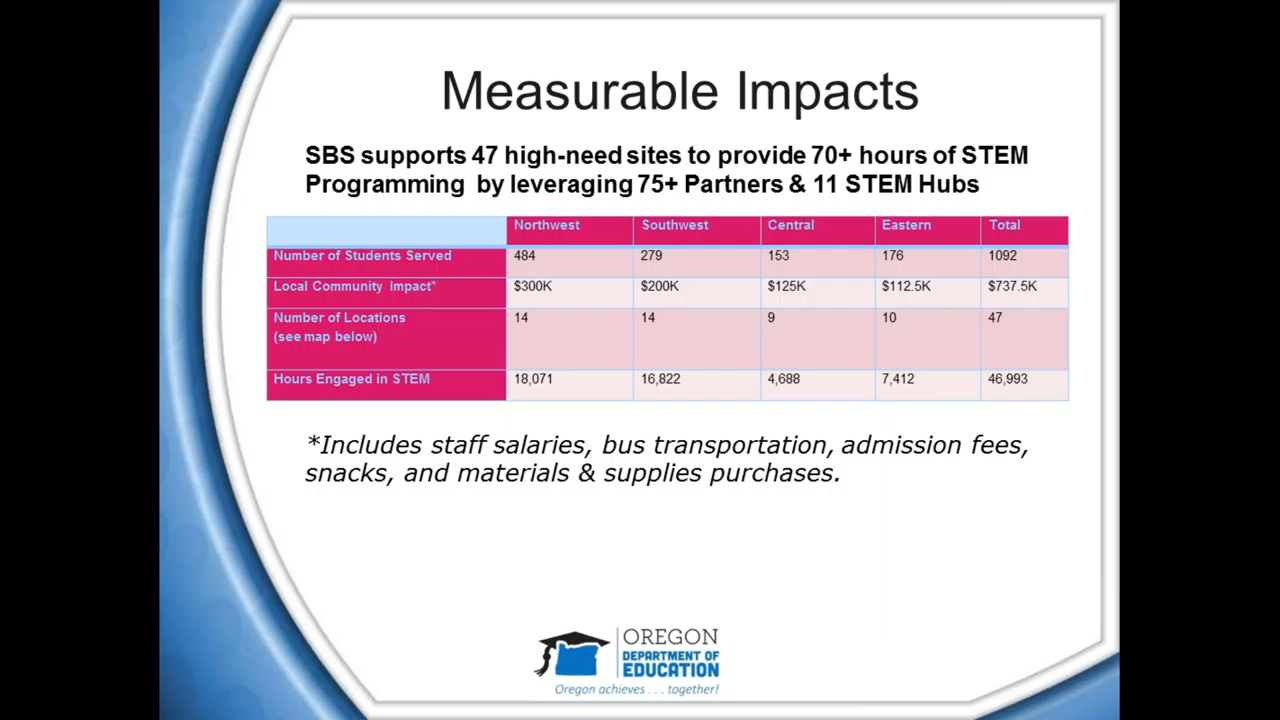 Measurable Impacts
SBS supports 47 high-need sites to provide 70+ hours of STEM
Programming by leveraging 75+ Partners & 11 STEM Hubs
Northwest Southwest Central Eastern Total
Number of Students Served 484 279 153 176 1092
Local Community Impact* $300K $200K $125K $112.5K $737.5K
Number of Locations 14 14 9 10 47
(see map below)
Hours Engaged in STEM 18,071 16,822 4,688 7,412 46,993
*Includes staff salaries, bus transportation, admission fees,
snacks, and materials & supplies purchases.
OREGON
DEPARTMENT OF
EDUCATION
Oregon achieves . . . together!